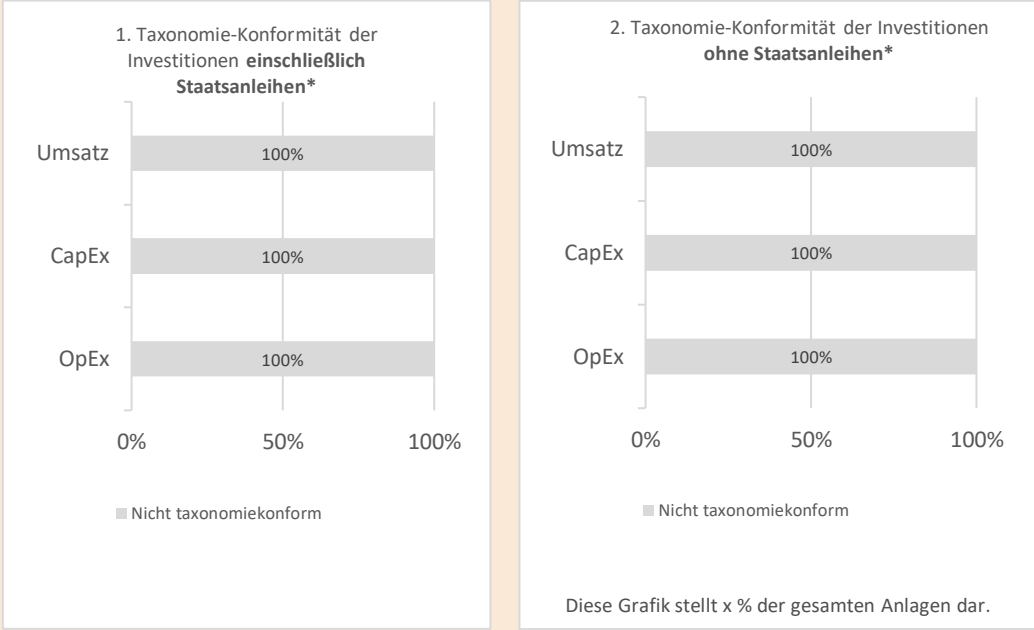 1. Taxonomie-Konformität der
Investitionen einschließlich
Staatsanleihen*
Umsatz
100%
CapEx
100%
OpEx
100%
0%
50%
100%
Nicht taxonomiekonform
2. Taxonomie-Konformität der Investitionen
ohne Staatsanleihen*
Umsatz
100%
CapEx
100%
OpEx
100%
0%
50%
100%
Nicht taxonomiekonform
Diese Grafik stellt x % der gesamten Anlagen dar.